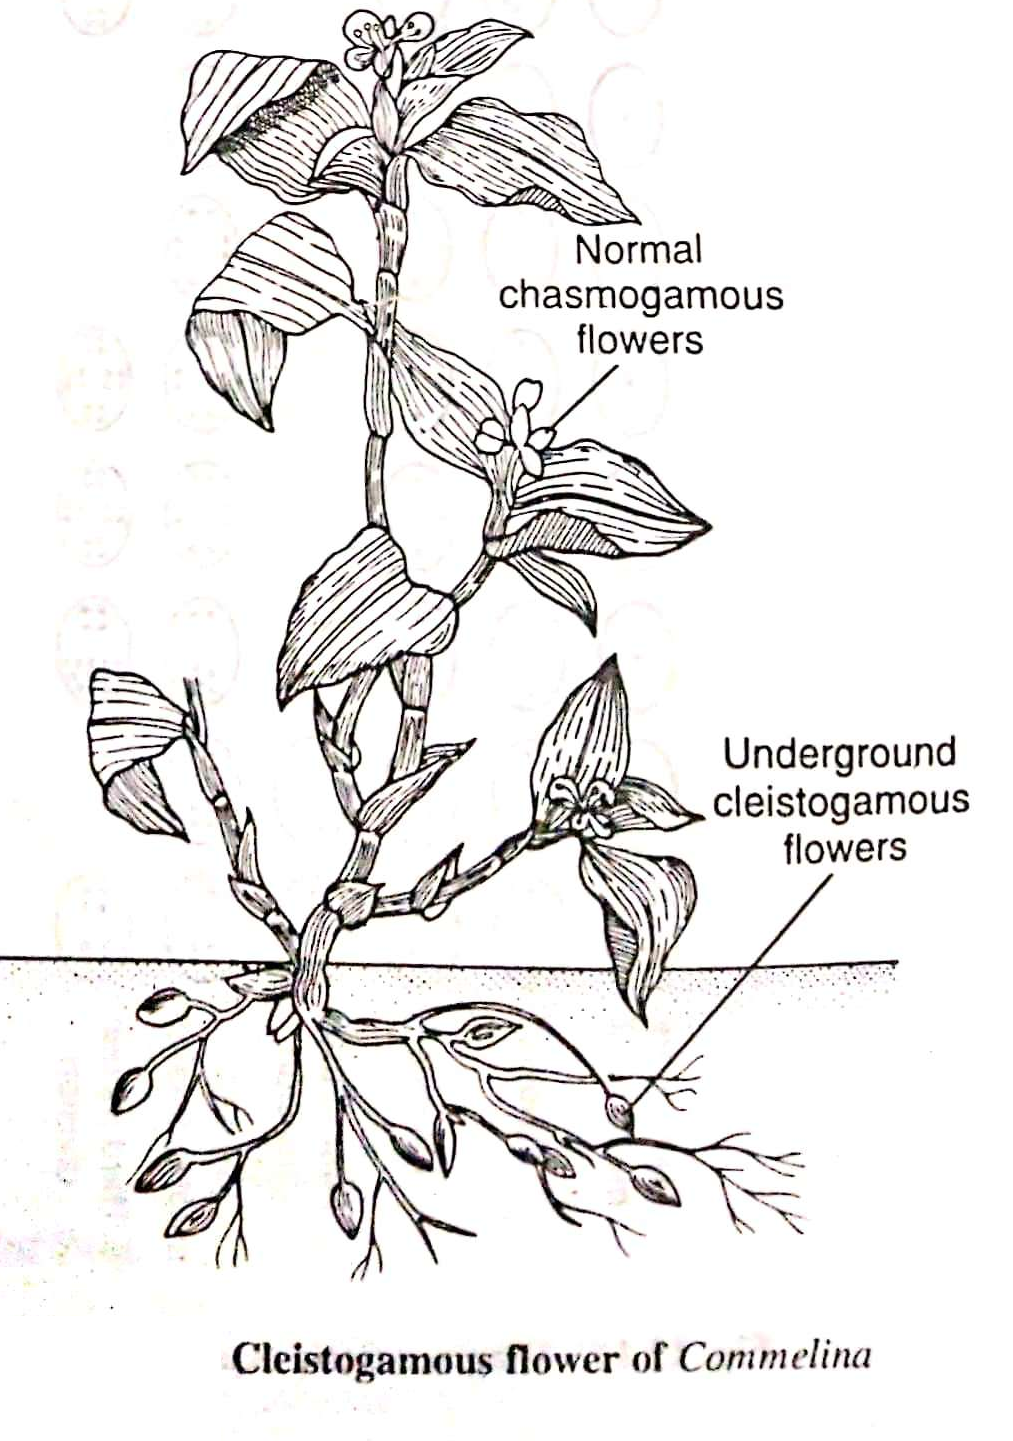 Normal
chasmogamous
flowers
Underground
cleistogamous
flowers
Cleistogamous flower of Commelina